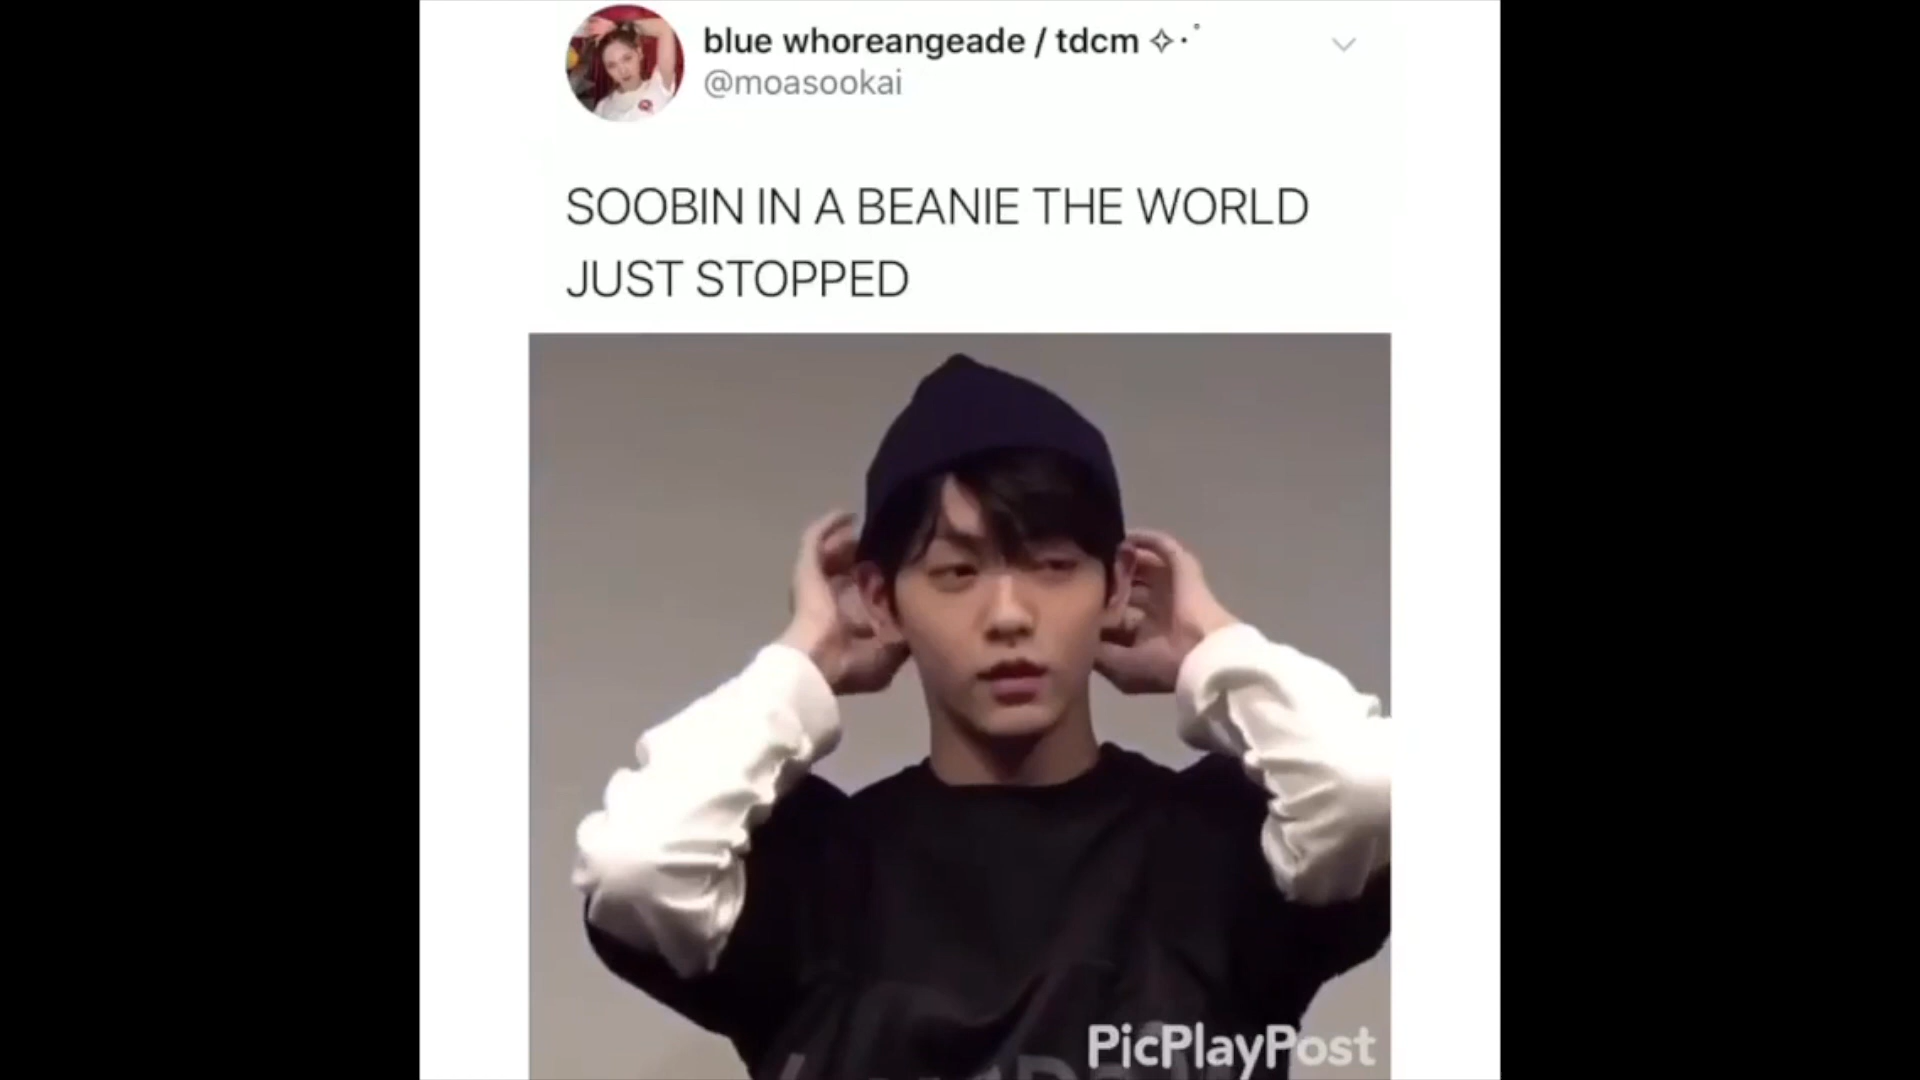 blue whoreangeade / tdcm ✧･ﾟ
@moasookai
SOOBIN IN A BEANIE THE WORLD
JUST STOPPED
PicPlayPost